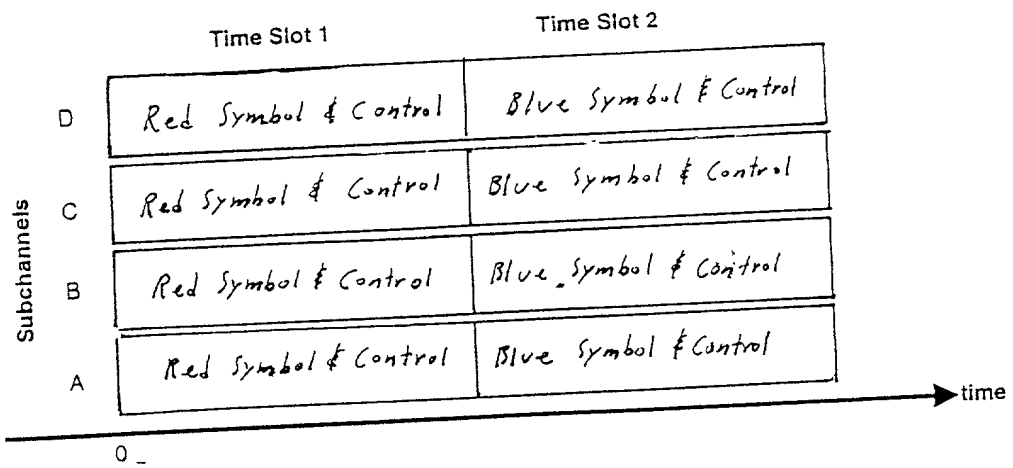 Time Slot 1 Time Slot 2
D Red Symbol & Control Blue Symbol & Control
C Red Symbol & Control Blue Symbol & Control
B Red Symbol & Control Blue Symbol & Control
A Red Symbol & Control Blue Symbol & Control
Subchannels
time
0